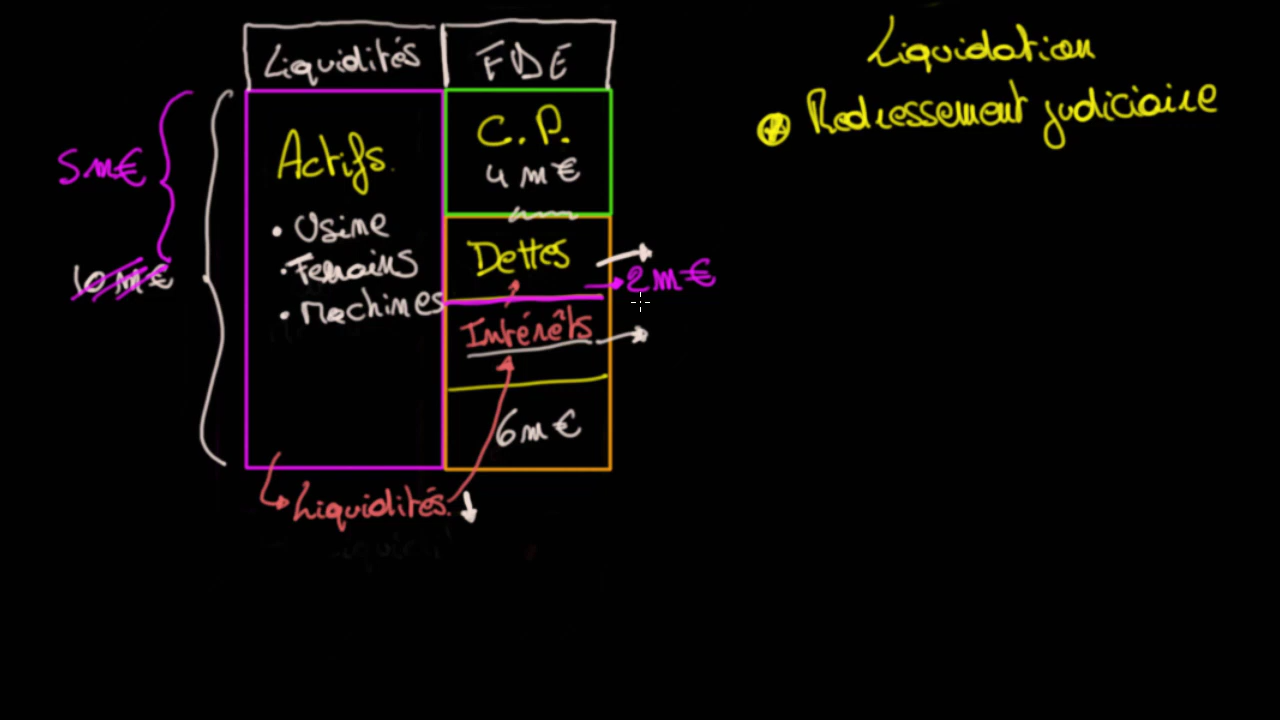 Liquidités
FDE
Liquidation
Redressement judiciaire
Actifs.
• Usine
• Terrains
• Machines
C.P.
4 m €
5 m €
10 m €
Dettes
2 m €
Intérêts
6 m €
Liquidités.